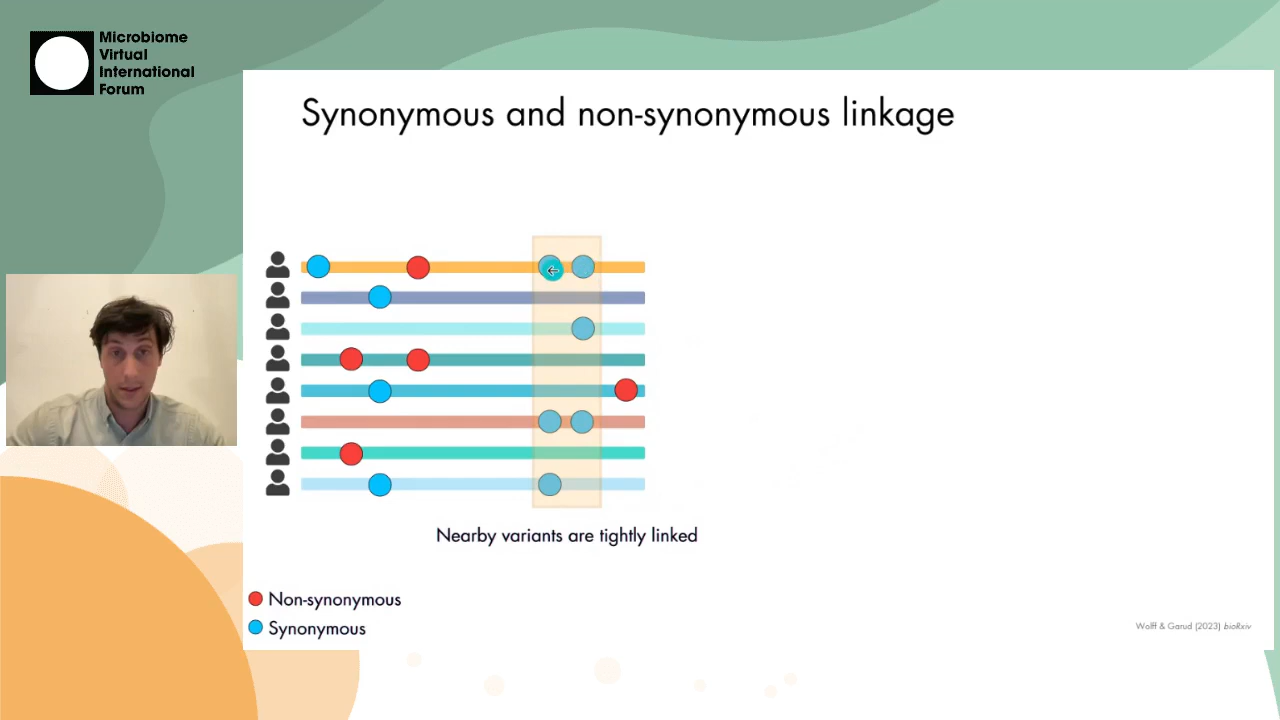 Microbiome
Virtual
International
Forum
Synonymous and non-synonymous linkage
Nearby variants are tightly linked
Non-synonymous
Synonymous
Wolff & Garud (2023) bioRxiv